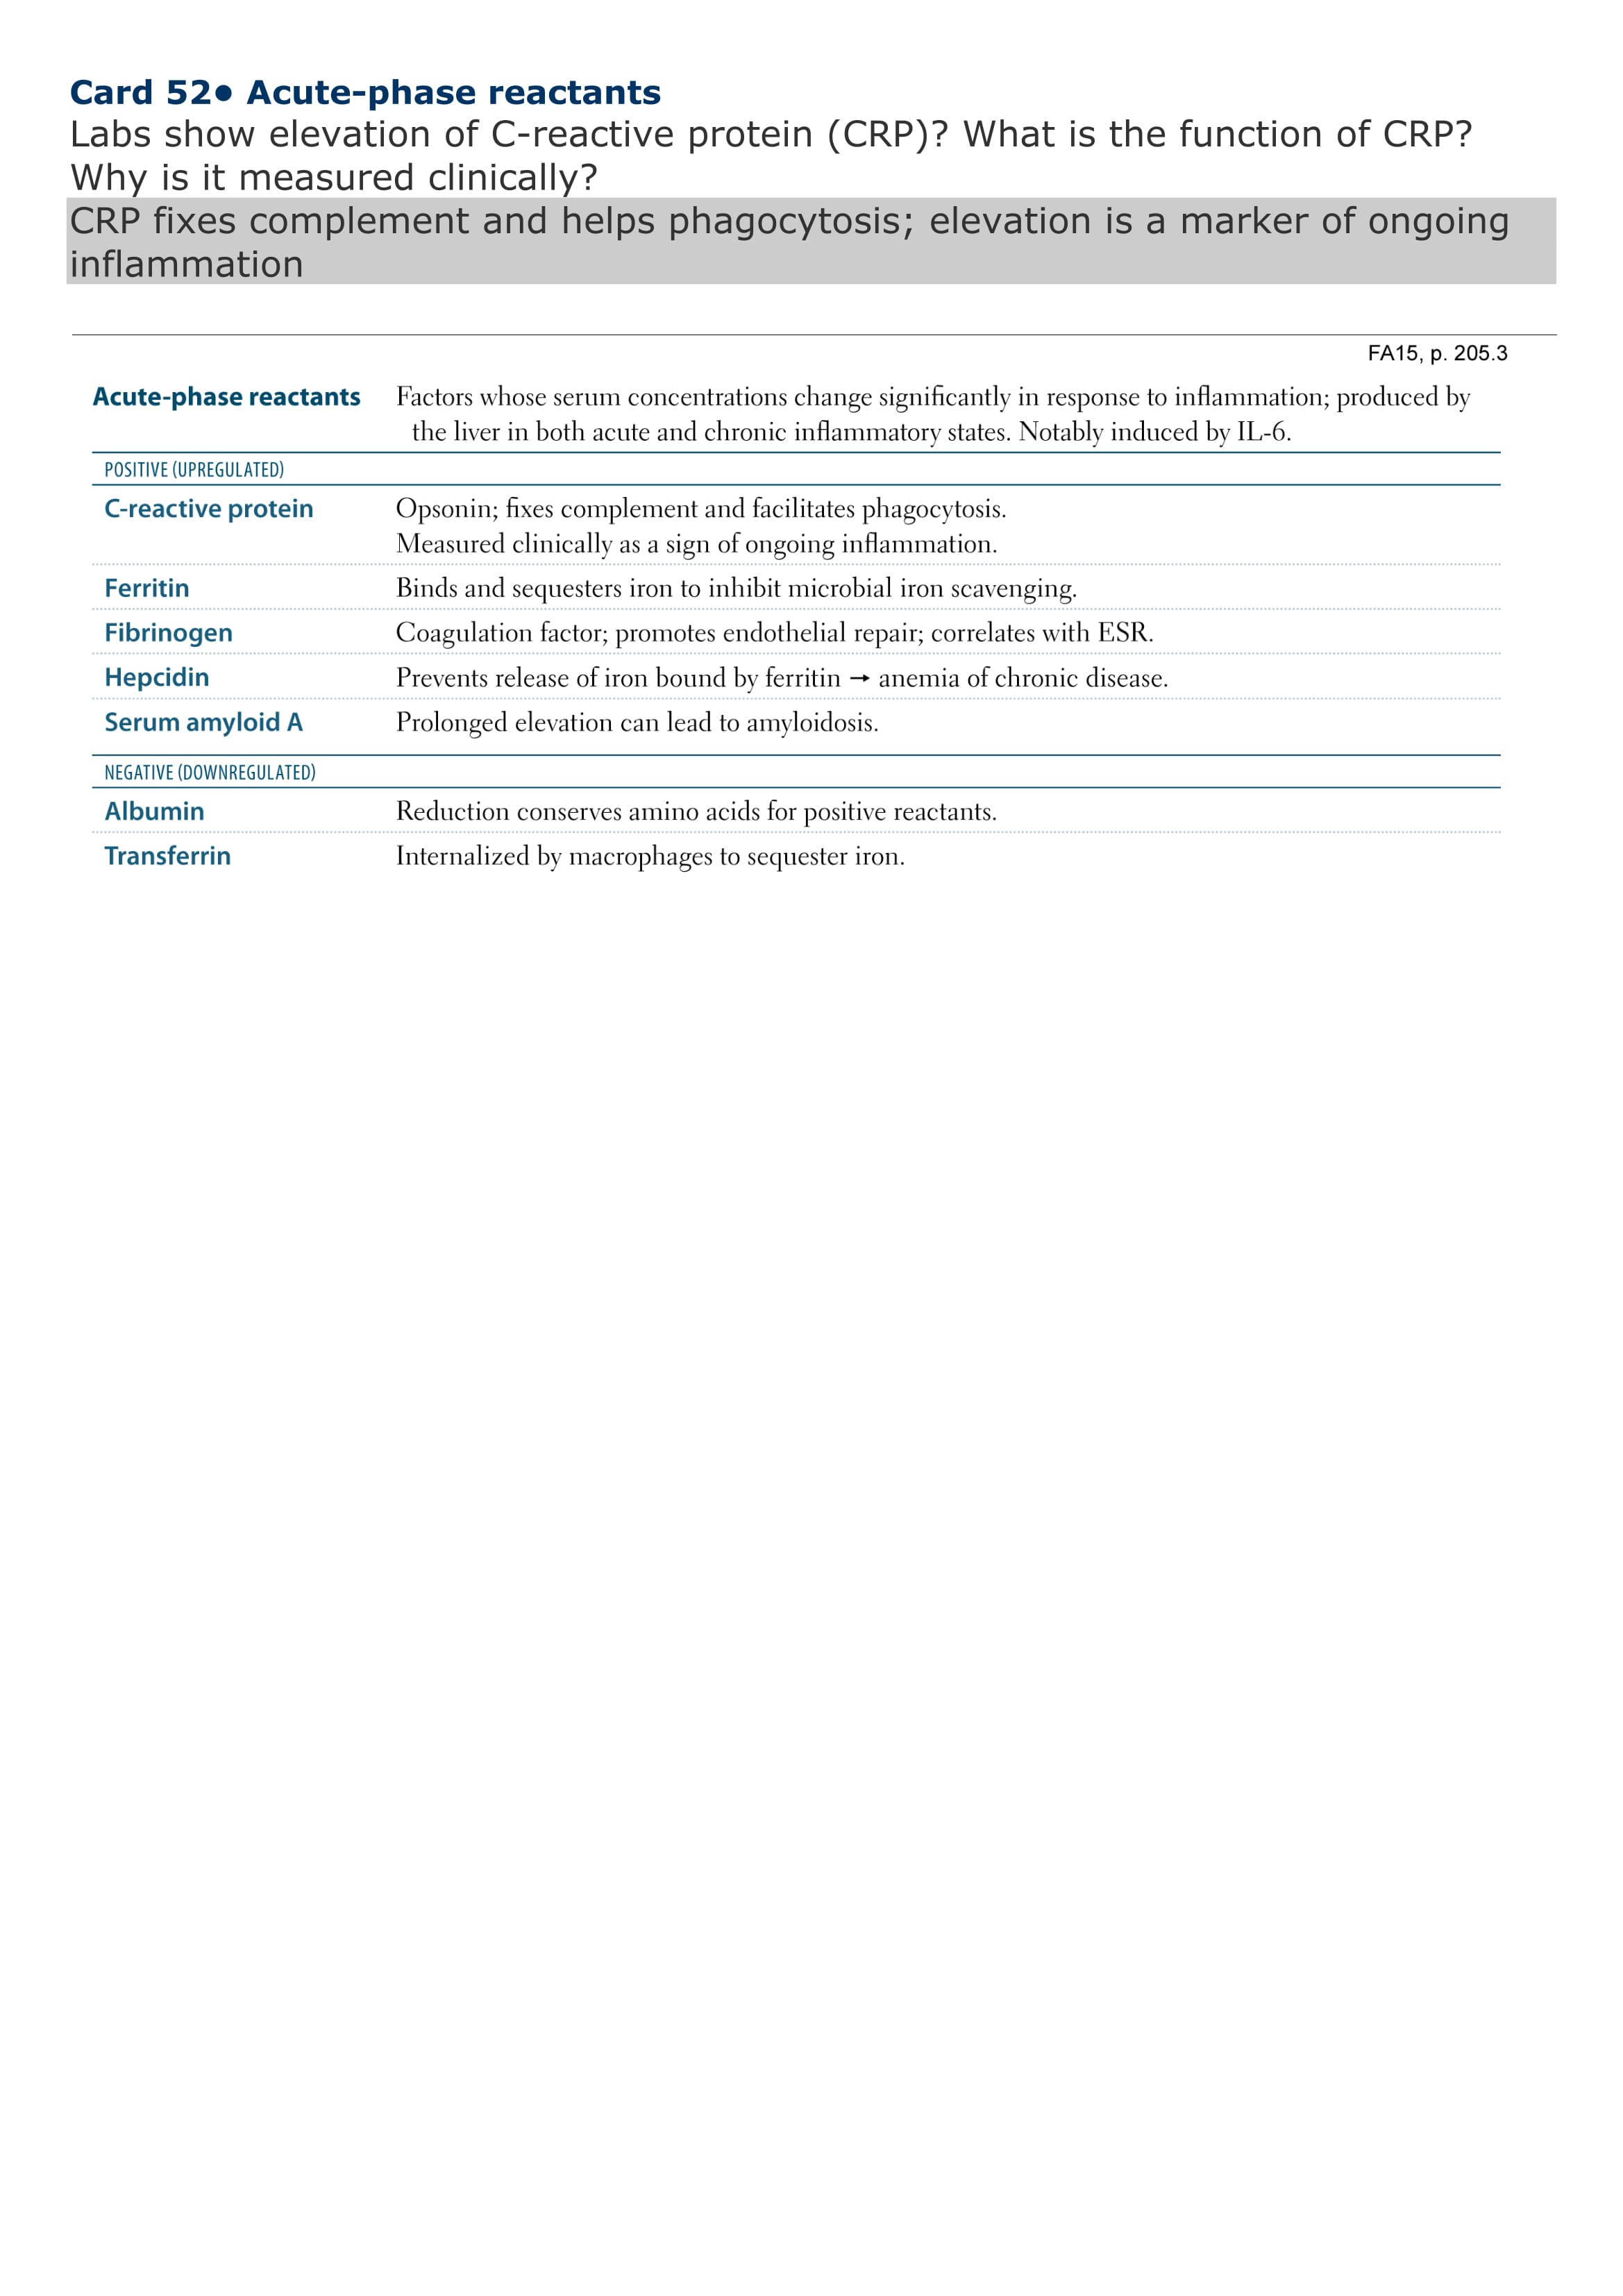 Card 52● Acute-phase reactants
Labs show elevation of C-reactive protein (CRP)? What is the function of CRP?
Why is it measured clinically?
CRP fixes complement and helps phagocytosis; elevation is a marker of ongoing
inflammation
FA15, p. 205.3
Acute-phase reactants Factors whose serum concentrations change significantly in response to inflammation; produced by
the liver in both acute and chronic inflammatory states. Notably induced by IL-6.
POSITIVE (UPREGULATED)
C-reactive protein Opsonin; fixes complement and facilitates phagocytosis.
Measured clinically as a sign of ongoing inflammation.
Ferritin Binds and sequesters iron to inhibit microbial iron scavenging.
Fibrinogen Coagulation factor; promotes endothelial repair; correlates with ESR.
Hepcidin Prevents release of iron bound by ferritin → anemia of chronic disease.
Serum amyloid A Prolonged elevation can lead to amyloidosis.
NEGATIVE (DOWNREGULATED)
Albumin Reduction conserves amino acids for positive reactants.
Transferrin Internalized by macrophages to sequester iron.